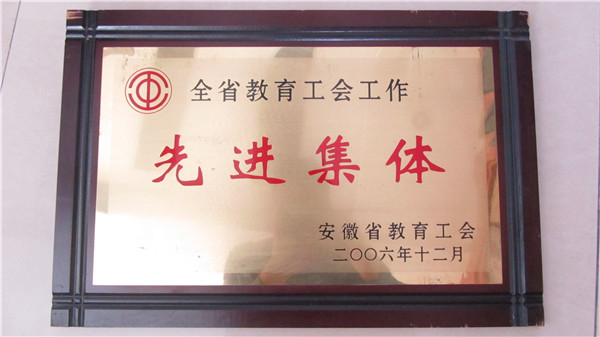 全省教育工会工作
先进集体
安徽省教育工会
二〇〇六年十二月